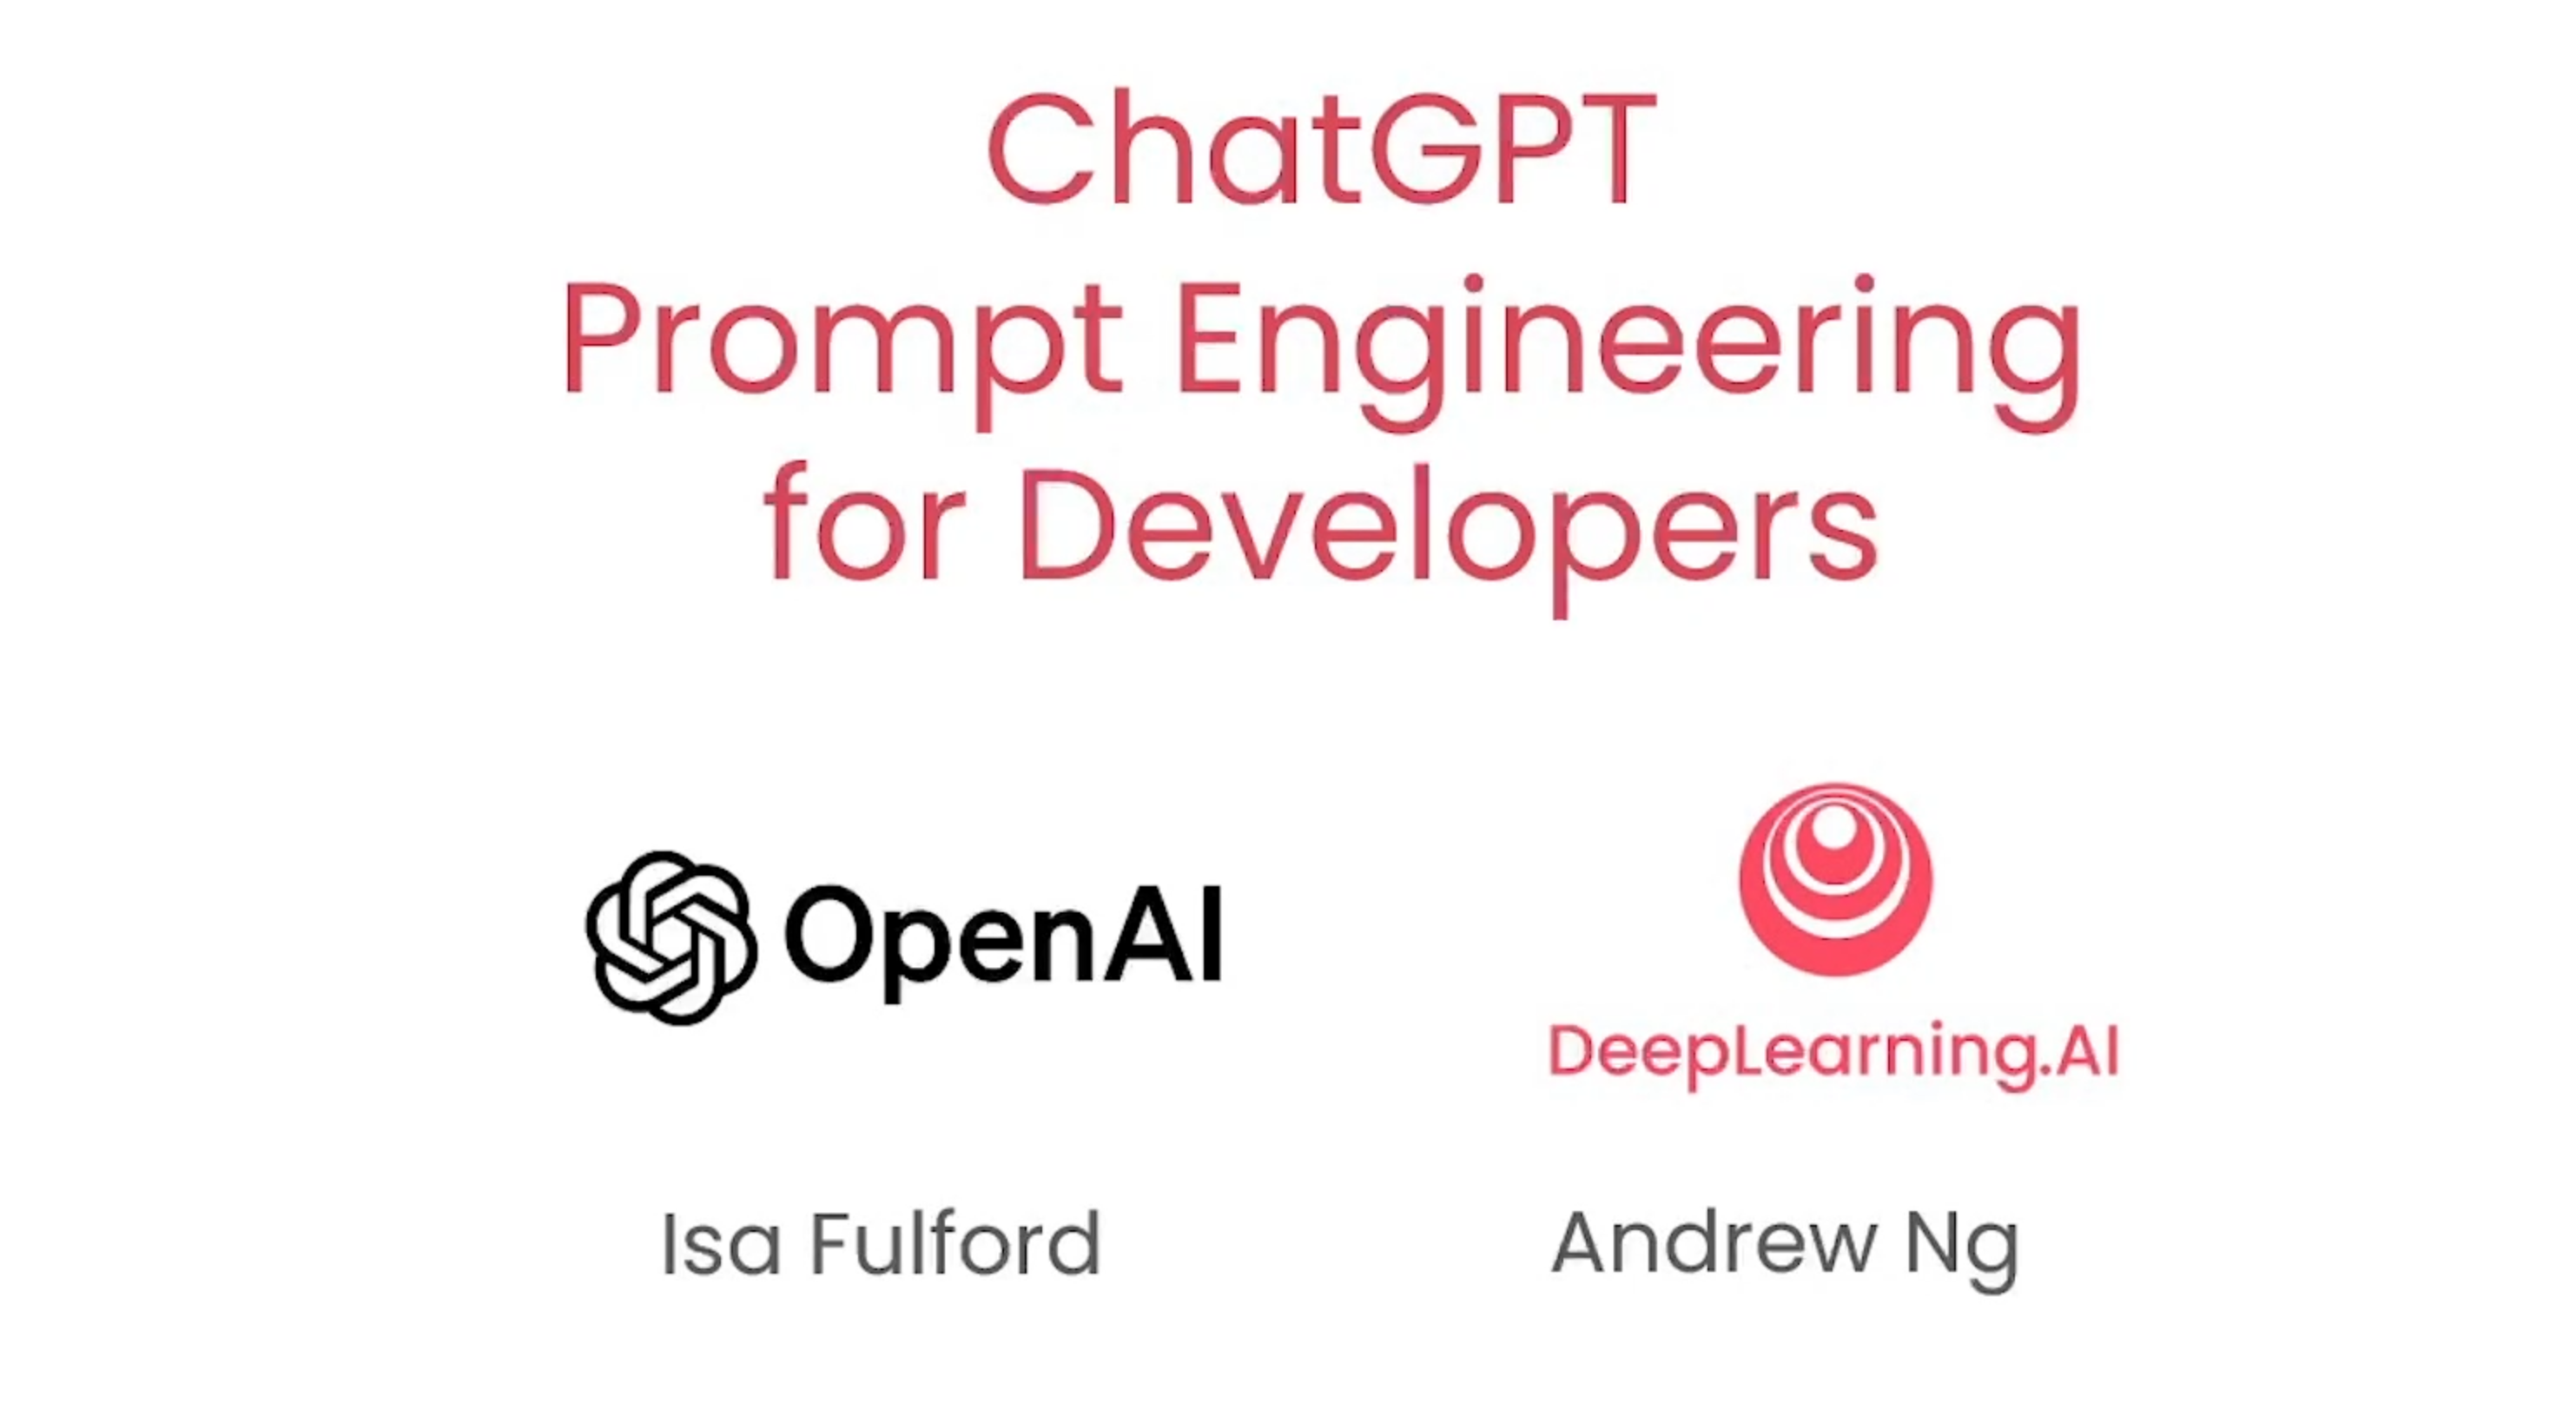 ChatGPT
Prompt Engineering
for Developers
OpenAI
DeepLearning.AI
Isa Fulford
Andrew Ng